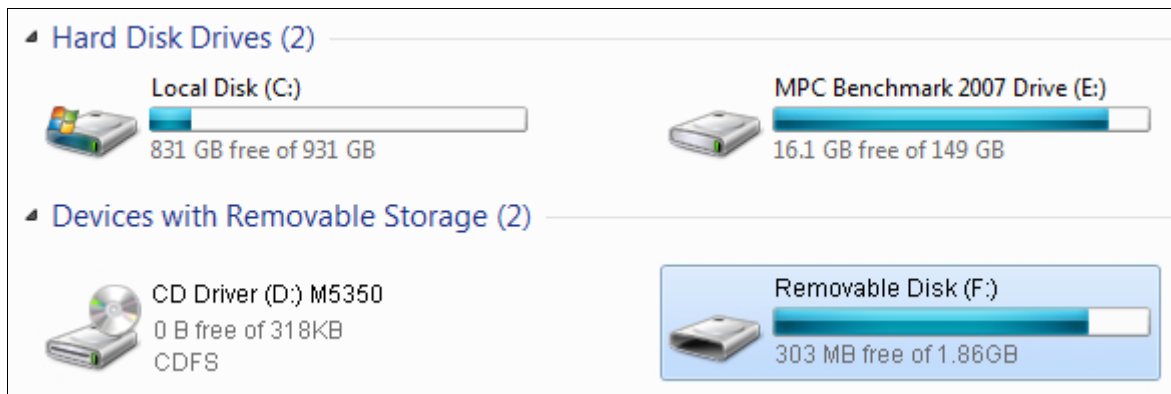 Hard Disk Drives (2)
Local Disk (C:)
831 GB free of 931 GB
MPC Benchmark 2007 Drive (E:)
16.1 GB free of 149 GB
Devices with Removable Storage (2)
CD Driver (D:) M5350
0 B free of 318KB
CDFS
Removable Disk (F:)
303 MB free of 1.86GB